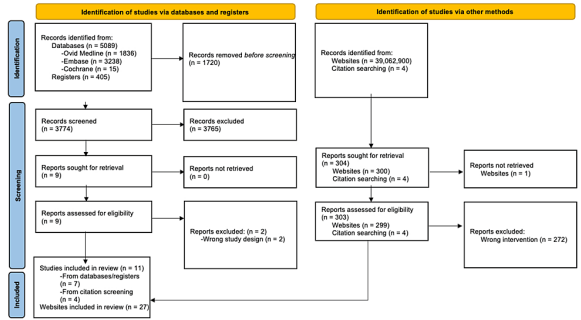 Identification of studies via databases and registers
Identification of studies via other methods
Identification
Records identified from:
Databases (n = 5089)
-Ovid Medline (n = 1836)
-Embase (n = 3238)
-Cochrane (n = 15)
Registers (n = 405)
Records removed before screening
(n = 1720)
Records identified from:
Websites (n = 39,062,900)
Citation searching (n = 4)
Screening
Records screened
(n = 3774)
Records excluded
(n = 3765)
Reports sought for retrieval
(n = 9)
Reports not retrieved
(n = 0)
Reports sought for retrieval
(n = 304)
Websites (n = 300)
Citation searching (n = 4)
Reports not retrieved
Websites (n = 1)
Reports assessed for eligibility
(n = 9)
Reports excluded: (n = 2)
-Wrong study design (n = 2)
Reports assessed for eligibility
(n = 303)
Websites (n = 299)
Citation searching (n = 4)
Reports excluded:
Wrong intervention (n = 272)
Included
Studies included in review (n = 11)
-From databases/registers
(n = 7)
-From citation screening
(n = 4)
Websites included in review (n = 27)